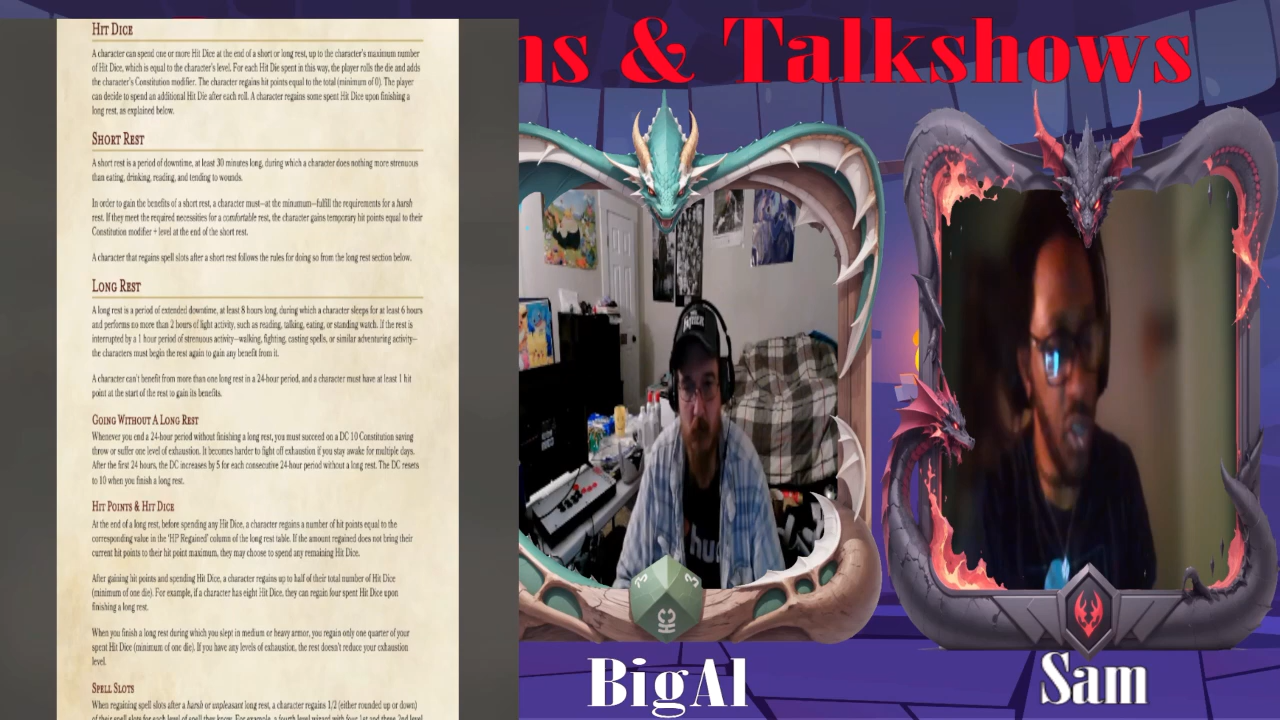 HIT DICE
A character can spend one or more Hit Dice at the end of a short or long rest, up to the character's maximum number
of Hit Dice, which is equal to the character's level. For each Hit Die spent in this way, the player rolls the die and adds
the character's Constitution modifier. The character regains hit points equal to the total (minimum of 0). The player
can decide to spend an additional Hit Die after each roll. A character regains some spent Hit Dice upon finishing a
long rest, as explained below.
SHORT REST
A short rest is a period of downtime, at least 30 minutes long, during which a character does nothing more strenuous
than eating, drinking, reading, and tending to wounds.
In order to gain the benefits of a short rest, a character must—at the minumum—fulfill the requirements for a harsh
rest. If they meet the required necessities for a comfortable rest, the character gains temporary hit points equal to their
Constitution modifier + level at the end of the short rest.
A character that regains spell slots after a short rest follows the rules for doing so from the long rest section below.
LONG REST
A long rest is a period of extended downtime, at least 8 hours long, during which a character sleeps for at least 6 hours
and performs no more than 2 hours of light activity, such as reading, talking, eating, or standing watch. If the rest is
interrupted by a 1 hour period of strenuous activity—walking, fighting, casting spells, or similar adventuring activity—
the characters must begin the rest again to gain any benefit from it.
A character can't benefit from more than one long rest in a 24-hour period, and a character must have at least 1 hit
point at the start of the rest to gain its benefits.
GOING WITHOUT A LONG REST
Whenever you end a 24-hour period without finishing a long rest, you must succeed on a DC 10 Constitution saving
throw or suffer one level of exhaustion. It becomes harder to fight off exhaustion if you stay awake for multiple days.
After the first 24 hours, the DC increases by 5 for each consecutive 24-hour period without a long rest. The DC resets
to 10 when you finish a long rest.
HIT POINTS & HIT DICE
At the end of a long rest, before spending any Hit Dice, a character regains a number of hit points equal to the
corresponding value in the 'HP Regained' column of the long rest table. If the amount regained does not bring their
current hit points to their hit point maximum, they may choose to spend any remaining Hit Dice.
After gaining hit points and spending Hit Dice, a character regains up to half of their total number of Hit Dice
(minimum of one die). For example, if a character has eight Hit Dice, they can regain four spent Hit Dice upon
finishing a long rest.
When you finish a long rest during which you slept in medium or heavy armor, you regain only one quarter of your
spent Hit Dice (minimum of one die). If you have any levels of exhaustion, the rest doesn't reduce your exhaustion
level.
SPELL SLOTS
When regaining spell slots after a harsh or unpleasant long rest, a character regains 1/2 (either rounded up or down)
of their spell slots for each level of spell they know. For example, a fourth level wizard with four 1st and three 2nd level
ns & Talkshows
BigAl
Sam